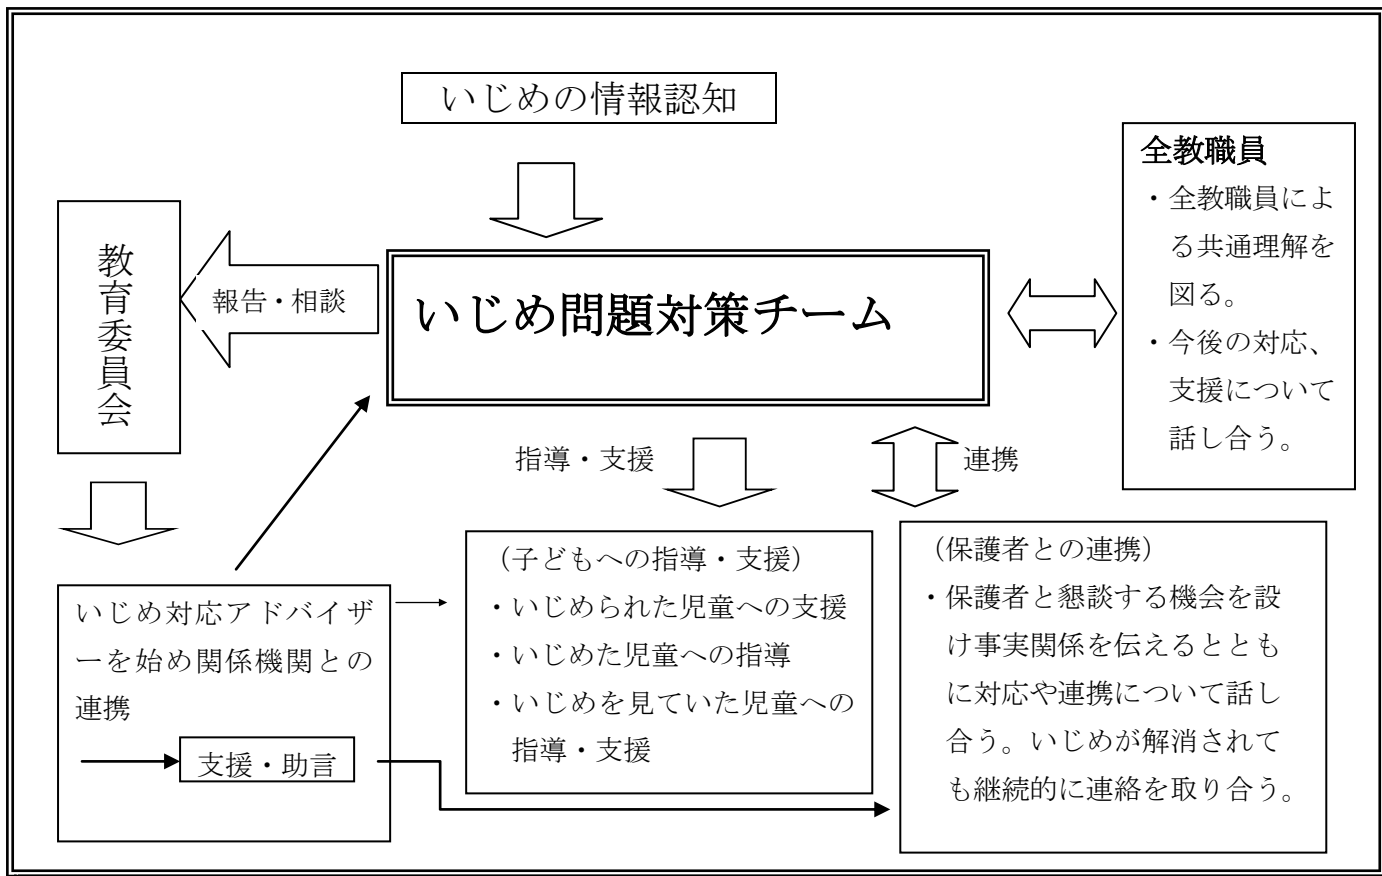 いじめの情報認知
全教職員
・全教職員によ
る共通理解を
図る。
・今後の対応、
支援について
話し合う。
教育委員会
報告・相談
いじめ問題対策チーム
指導・支援
連携
いじめ対応アドバイザ
ーを始め関係機関との
連携
支援・助言
（子どもへの指導・支援）
・いじめられた児童への支援
・いじめた児童への指導
・いじめを見ていた児童への
指導・支援
（保護者との連携）
・保護者と懇談する機会を設
け事実関係を伝えるととも
に対応や連携について話し
合う。いじめが解消されて
も継続的に連絡を取り合う。